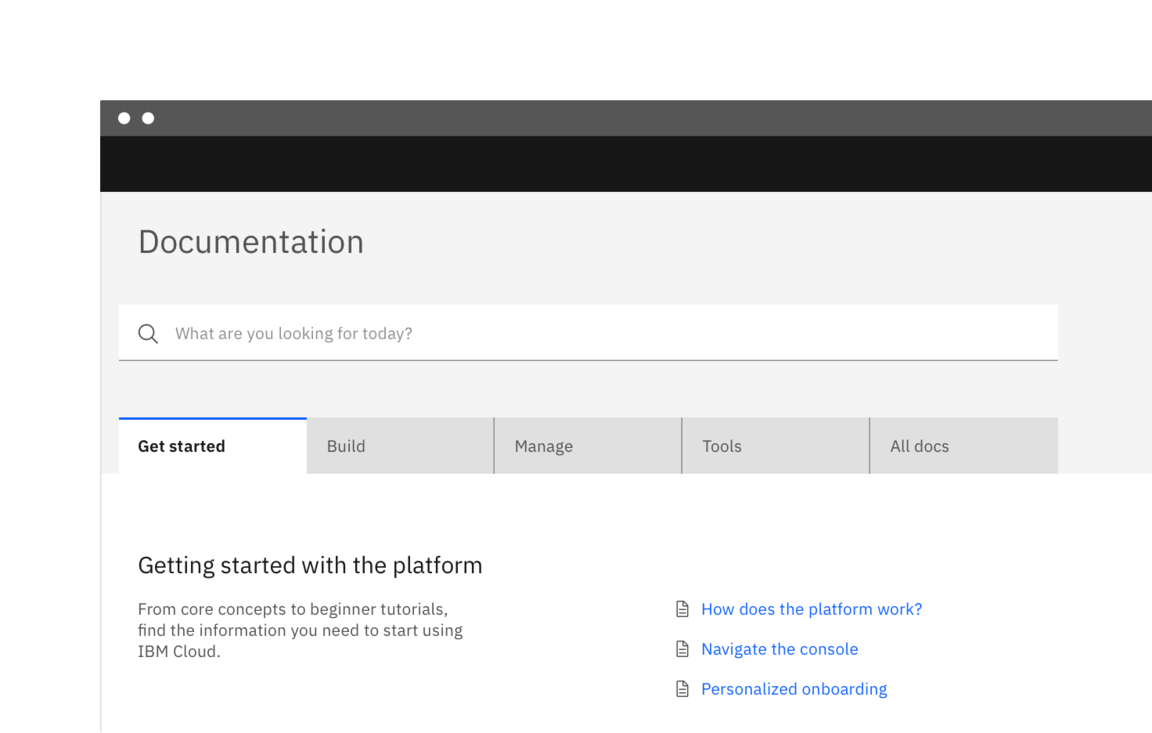 Documentation
What are you looking for today?
Get started
Build
Manage
Tools
All docs
Getting started with the platform
From core concepts to beginner tutorials,
find the information you need to start using
IBM Cloud.
How does the platform work?
Navigate the console
Personalized onboarding